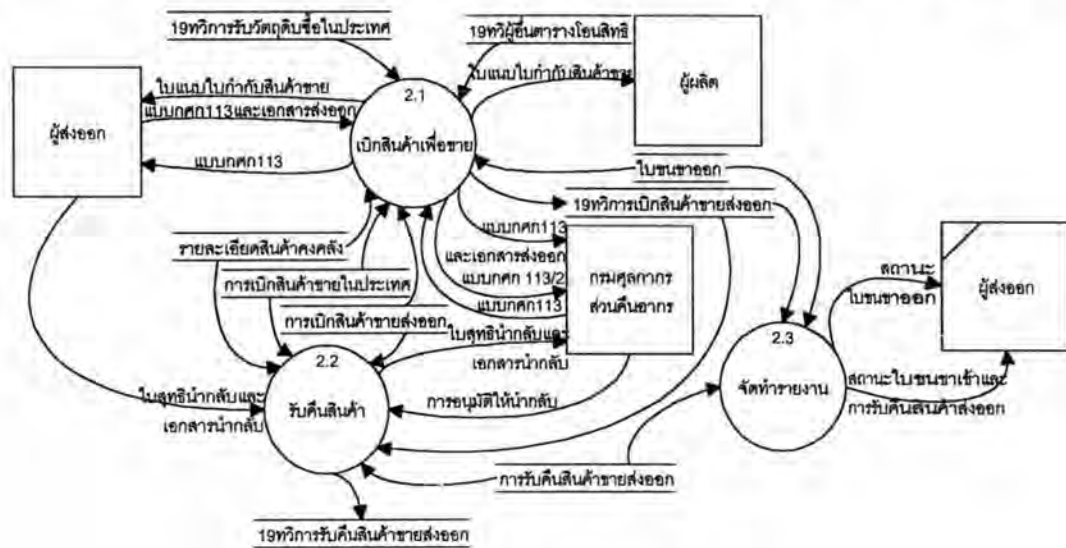 19ทวิการรับวัตถุดิบซื้อในประเทศ
19ทวิผู้อื่นตารางโอนสิทธิ
ใบแนบใบกำกับสินค้าขาย
แบบกศก113และเอกสารส่งออก
ผู้ส่งออก
แบบกศก113
2.1
เบิกสินค้าเพื่อขาย
ใบแนบใบกำกับสินค้าขาย
ผู้ผลิต
ใบขนขาออก
19ทวิการเบิกสินค้าขายส่งออก
รายละเอียดสินค้าคงคลัง
การเบิกสินค้าขายในประเทศ
การเบิกสินค้าขายส่งออก
แบบกศก113
และเอกสารส่งออก
แบบกศก 113/2
แบบกศก113
กรมศุลกากร
ส่วนคืนอากร
ใบสุทธินำกลับและ
เอกสารนำกลับ
สถานะ
ใบขนขาออก
ผู้ส่งออก
2.2
รับคืนสินค้า
ใบสุทธินำกลับและ
เอกสารนำกลับ
การอนุมัติให้นำกลับ
2.3
จัดทำรายงาน
สถานะใบขนขาเข้าและ
การรับคืนสินค้าส่งออก
การรับคืนสินค้าขายส่งออก
19ทวิการรับคืนสินค้าขายส่งออก